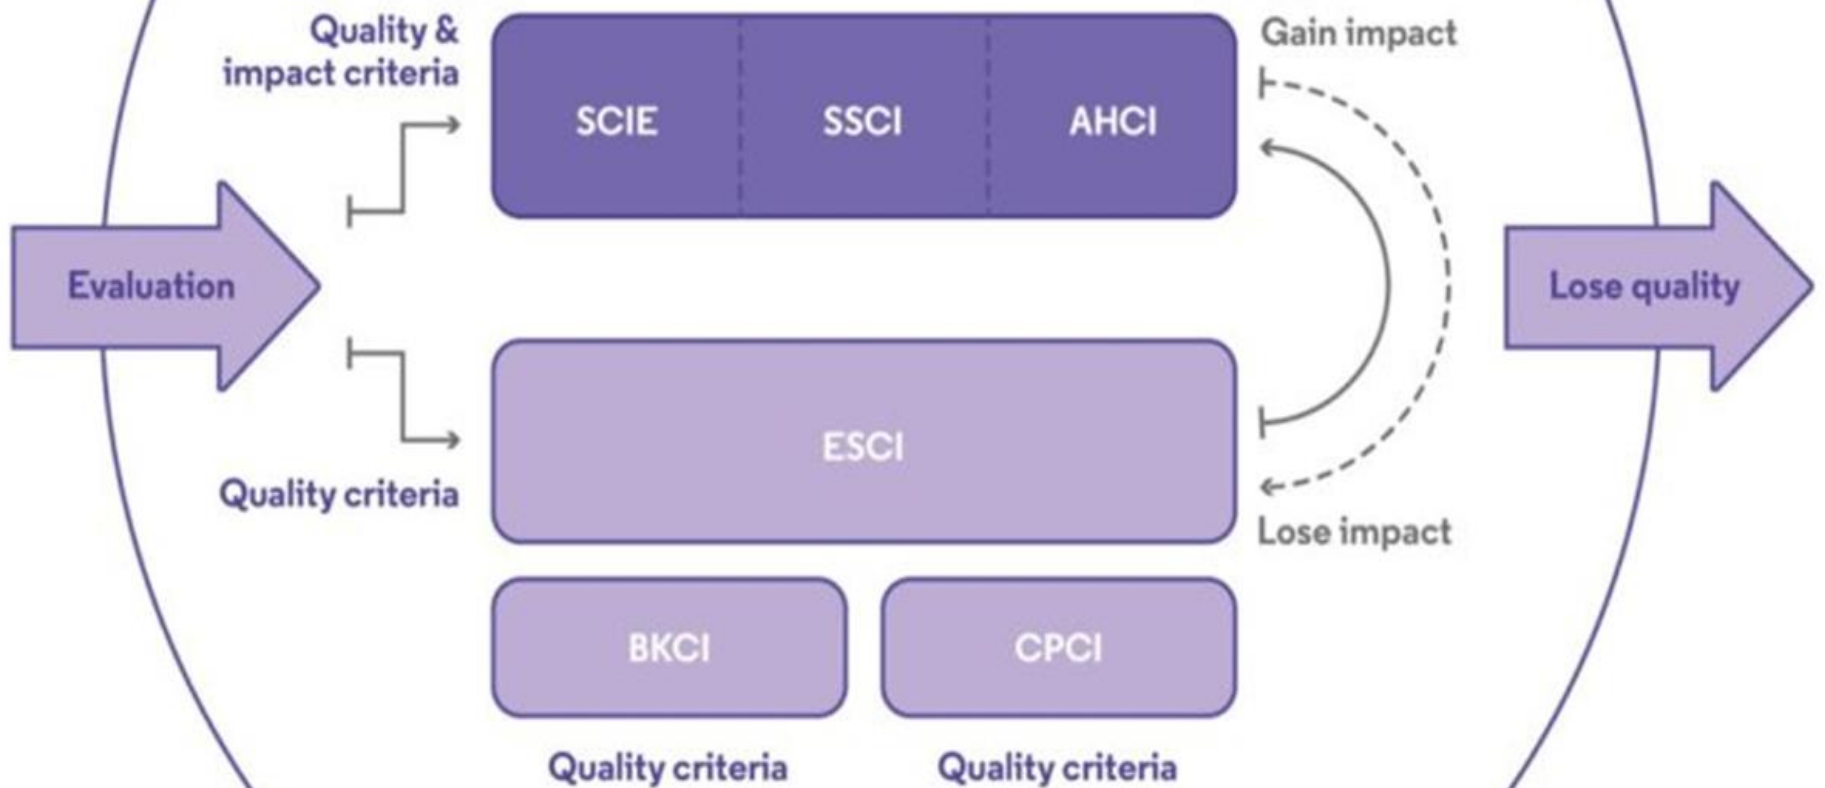 Quality &
impact criteria
SCIE
SSCI
AHCI
Gain impact
Evaluation
Lose quality
ESCI
Quality criteria
Lose impact
BKCI
CPCI
Quality criteria
Quality criteria